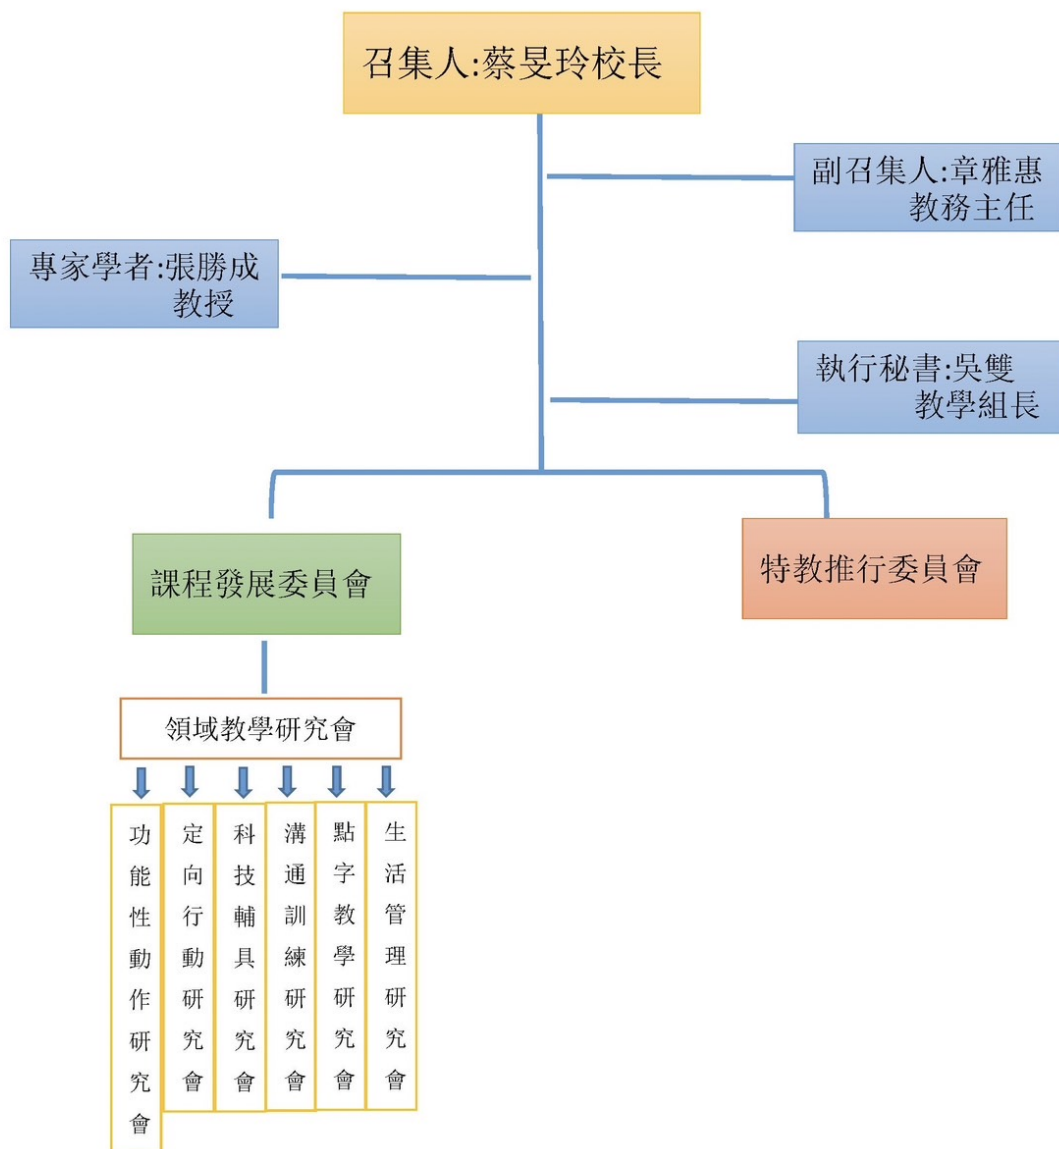 召集人:蔡旻玲校長
副召集人:章雅惠
教務主任
專家學者:張勝成
教授
執行秘書:吳雙
教學組長
課程發展委員會
特教推行委員會
領域教學研究會
功能性動作研究會
定向行動研究會
科技輔具研究會
溝通訓練研究會
點字教學研究會
生活管理研究會